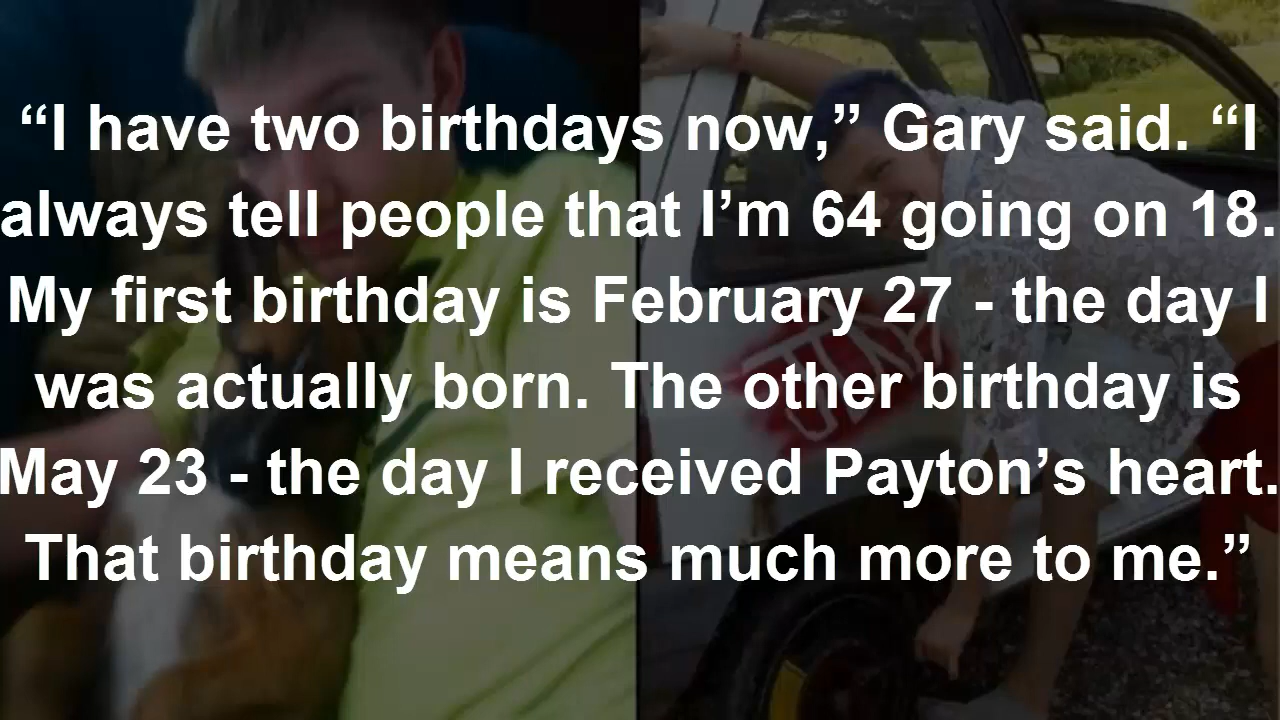 “I have two birthdays now,” Gary said. “I
always tell people that I’m 64 going on 18.
My first birthday is February 27 - the day I
was actually born. The other birthday is
May 23 - the day I received Payton’s heart.
That birthday means much more to me.”